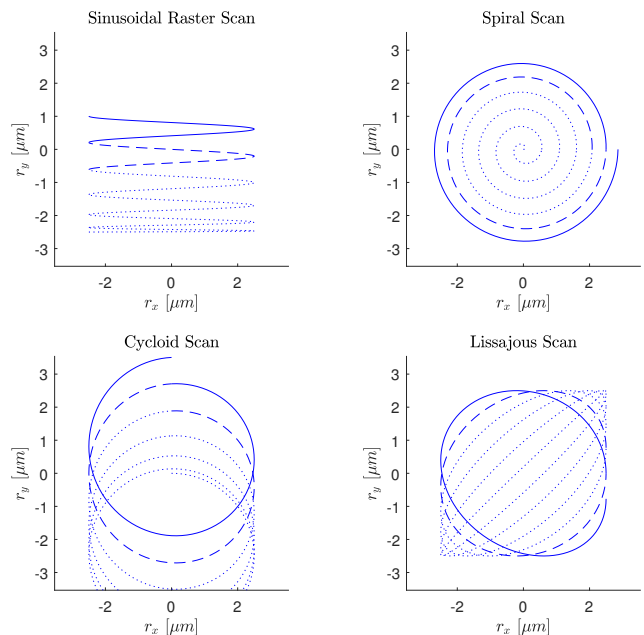 Sinusoidal Raster Scan
3
2
1
0
-1
-2
-3
r_y [μm]
-2 0 2
r_x [μm]
Spiral Scan
3
2
1
0
-1
-2
-3
r_y [μm]
-2 0 2
r_x [μm]
Cycloid Scan
3
2
1
0
-1
-2
-3
r_y [μm]
-2 0 2
r_x [μm]
Lissajous Scan
3
2
1
0
-1
-2
-3
r_y [μm]
-2 0 2
r_x [μm]